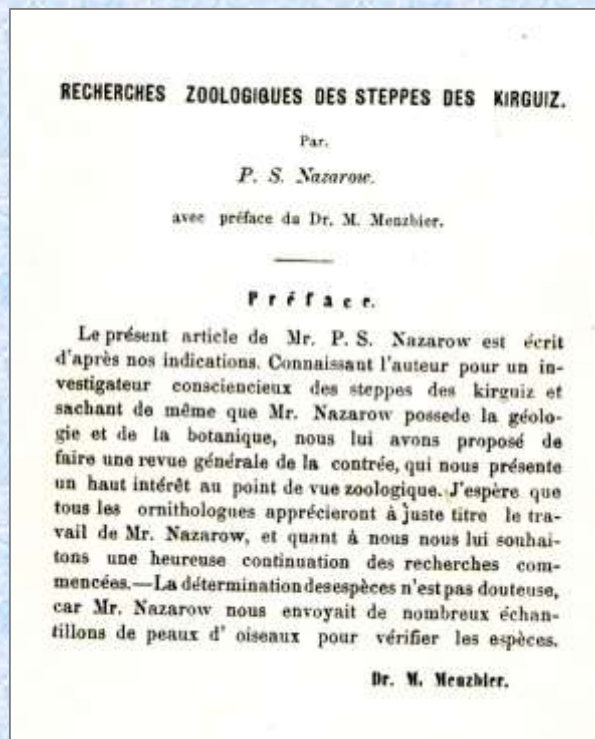 RECHERCHES ZOOLOGIQUES DES STEPPES DES KIRGUIZ.
Par.
P. S. Nazarow.
avec préface du Dr. M. Menzbier.
Préface.
Le présent article de Mr. P. S. Nazarow est écrit
d'après nos indications. Connaissant l'auteur pour un in-
vestigateur consciencieux des steppes des kirguiz et
sachant de même que Mr. Nazarow possede la géolo-
gie et de la botanique, nous lui avons proposé de
faire une revue générale de la contrée, qui nous présente
un haut intérêt au point de vue zoologique. J'espère que
tous les ornithologues apprécieront à juste titre le tra-
vail de Mr. Nazarow, et quant à nous nous lui souhai-
tons une heureuse continuation des recherches com-
mencées.—La détermination des espèces n'est pas douteuse,
car Mr. Nazarow nous envoyait de nombreux échan-
tillons de peaux d' oiseaux pour vérifier les espèces.
Dr. M. Menzbier.